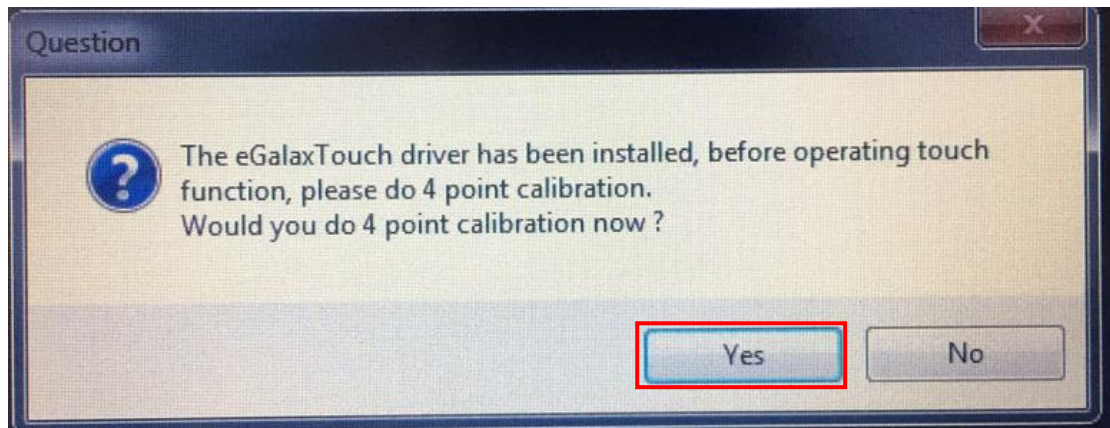 Question
The eGalaxTouch driver has been installed, before operating touch
function, please do 4 point calibration.
Would you do 4 point calibration now ?
Yes
No